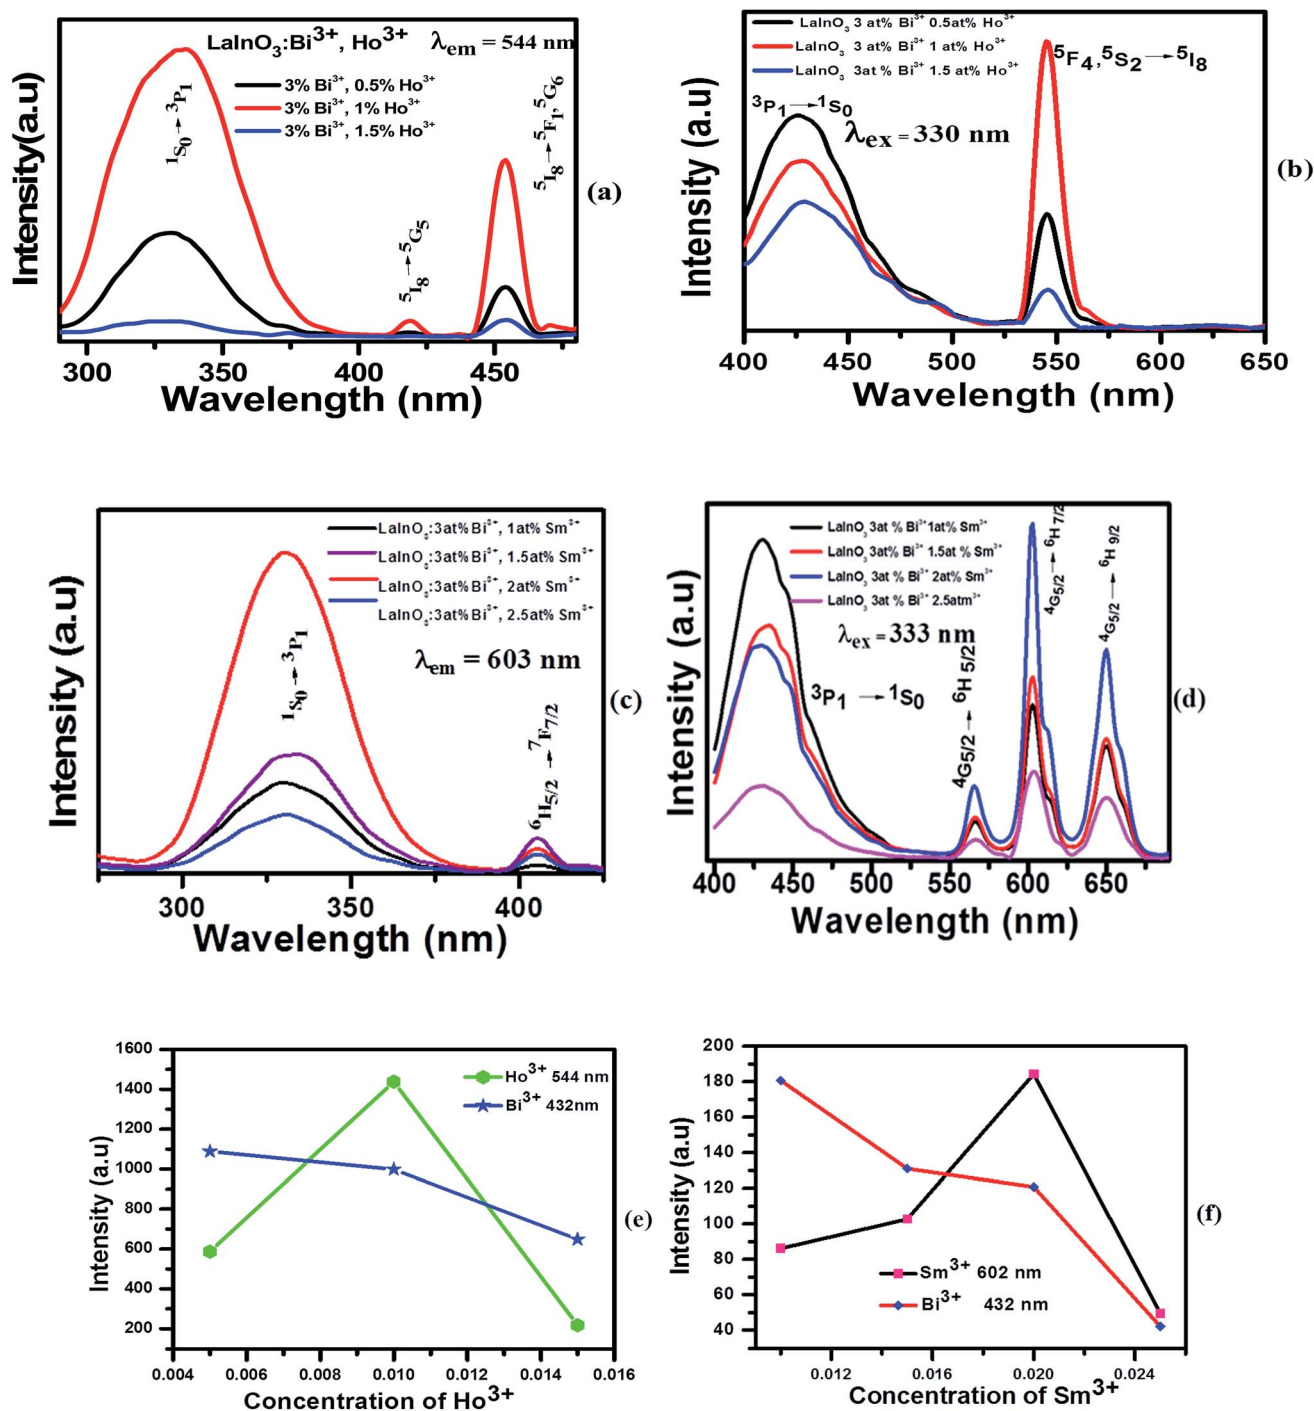 LaInO₃:Bi³⁺, Ho³⁺ λem = 544 nm
3% Bi³⁺, 0.5% Ho³⁺
3% Bi³⁺, 1% Ho³⁺
3% Bi³⁺, 1.5% Ho³⁺
¹S₀ → ³P₁
⁵I₈ → ⁵G₅
⁵I₈ → ⁵F₁, ⁵G₆
Intensity(a.u)
300 350 400 450
Wavelength (nm)
(a)
LaInO₃ 3 at% Bi³⁺ 0.5at% Ho³⁺
LaInO₃ 3 at% Bi³⁺ 1 at% Ho³⁺
LaInO₃ 3at % Bi³⁺ 1.5 at% Ho³⁺
⁵F₄,⁵S₂ → ⁵I₈
³P₁ → ¹S₀
λex = 330 nm
Intensity (a.u)
400 450 500 550 600 650
Wavelength (nm)
(b)
LaInO₃:3at% Bi³⁺, 1at% Sm³⁺
LaInO₃:3at% Bi³⁺, 1.5at% Sm³⁺
LaInO₃:3at% Bi³⁺, 2at% Sm³⁺
LaInO₃:3at% Bi³⁺, 2.5at% Sm³⁺
λem = 603 nm
¹S₀ → ³P₁
⁶H5/2 → ⁷F7/2
Intensity (a.u)
300 350 400
Wavelength (nm)
(c)
LaInO₃ 3at % Bi³⁺ 1at% Sm³⁺
LaInO₃ 3at% Bi³⁺ 1.5at % Sm³⁺
LaInO₃ 3at % Bi³⁺ 2at% Sm³⁺
LaInO₃ 3at % Bi³⁺ 2.5atm³⁺
λex = 333 nm
³P₁ → ¹S₀
⁴G5/2 → ⁶H 5/2
⁴G5/2 → ⁶H 7/2
⁴G5/2 → ⁶H 9/2
Intensity (a.u)
400 450 500 550 600 650
Wavelength (nm)
(d)
1600
1400
1200
1000
800
600
400
200
Ho³⁺ 544 nm
Bi³⁺ 432nm
Intensity (a.u)
0.004 0.006 0.008 0.010 0.012 0.014 0.016
Concentration of Ho³⁺
(e)
200
180
160
140
120
100
80
60
40
Sm³⁺ 602 nm
Bi³⁺ 432 nm
Intensity (a.u)
0.012 0.016 0.020 0.024
Concentration of Sm³⁺
(f)